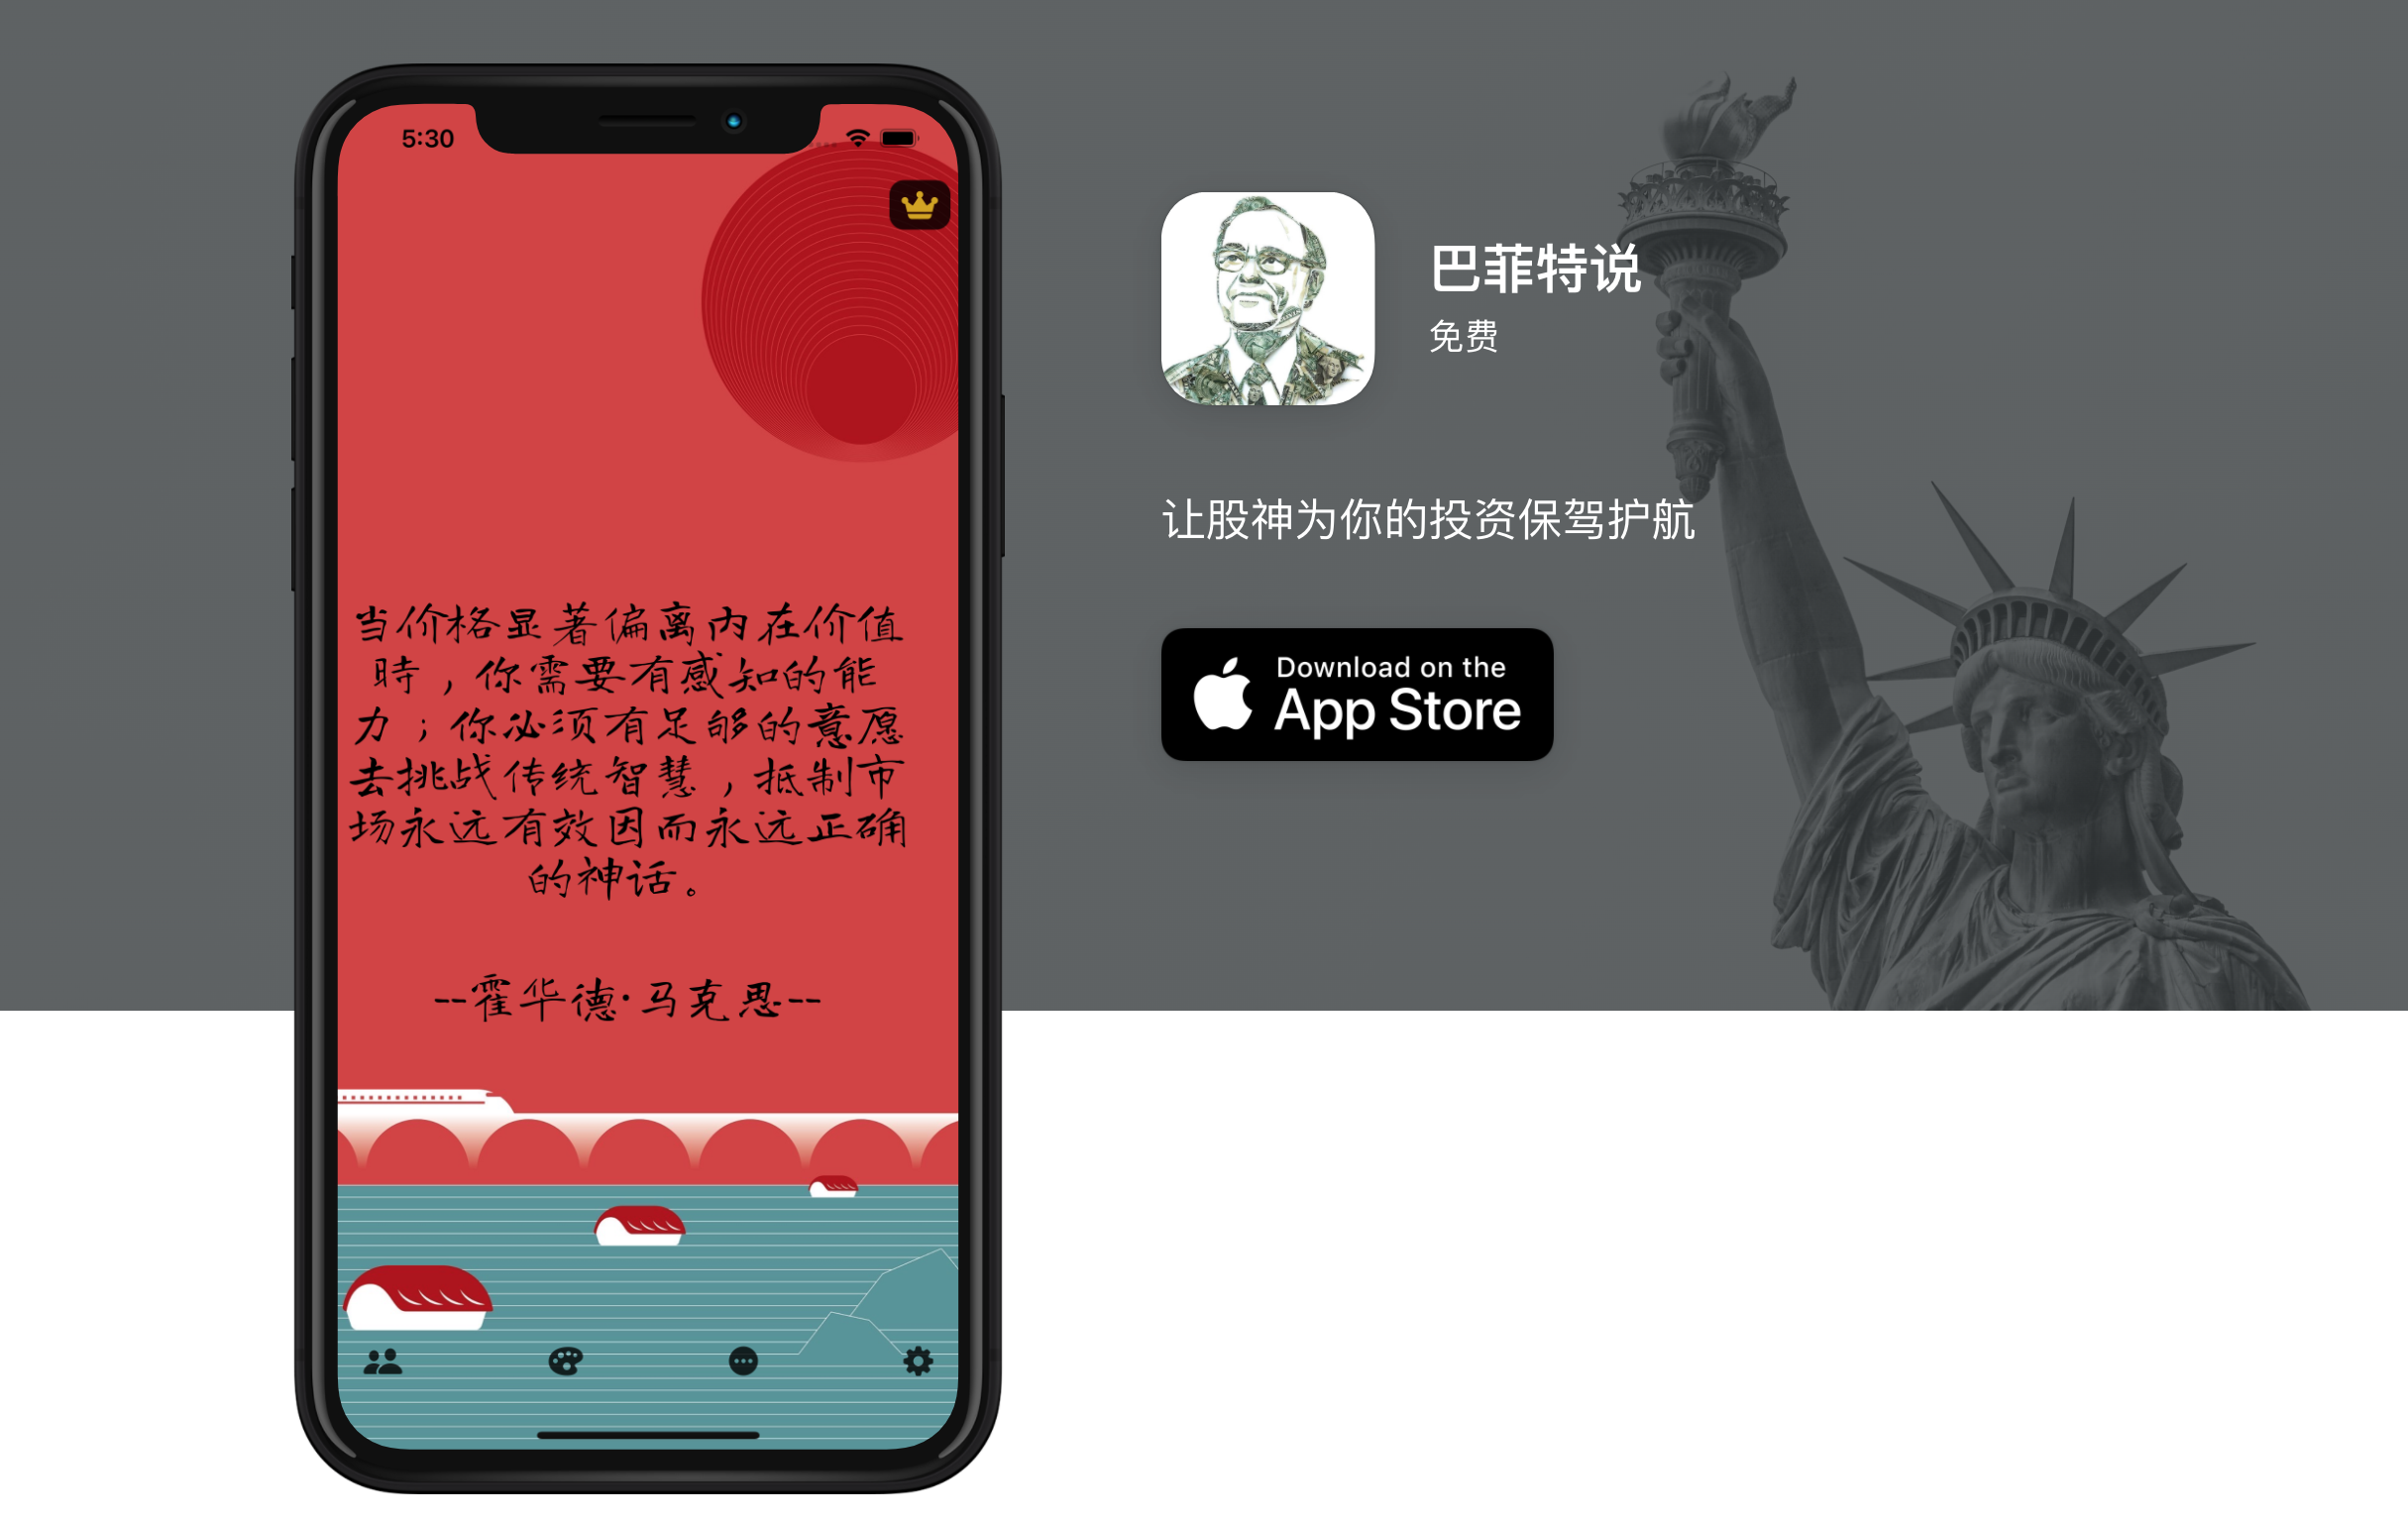 5:30
当价格显著偏离内在价值
時，你需要有感知的能
力；你必须有足够的意愿
去挑战传统智慧，抵制市
场永远有效因而永远正确
的神话。
--霍华德·马克思--
巴菲特说
免费
让股神为你的投资保驾护航
Download on the
App Store